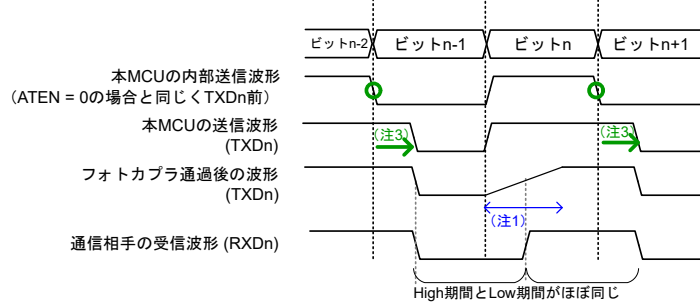 ビットn-2
ビットn-1
ビットn
ビットn+1
本MCUの内部送信波形
（ATEN = 0の場合と同じくTXDn前）
本MCUの送信波形
(TXDn)
（注3）
（注3）
フォトカプラ通過後の波形
(TXDn)
（注1）
通信相手の受信波形 (RXDn)
High期間とLow期間がほぼ同じ